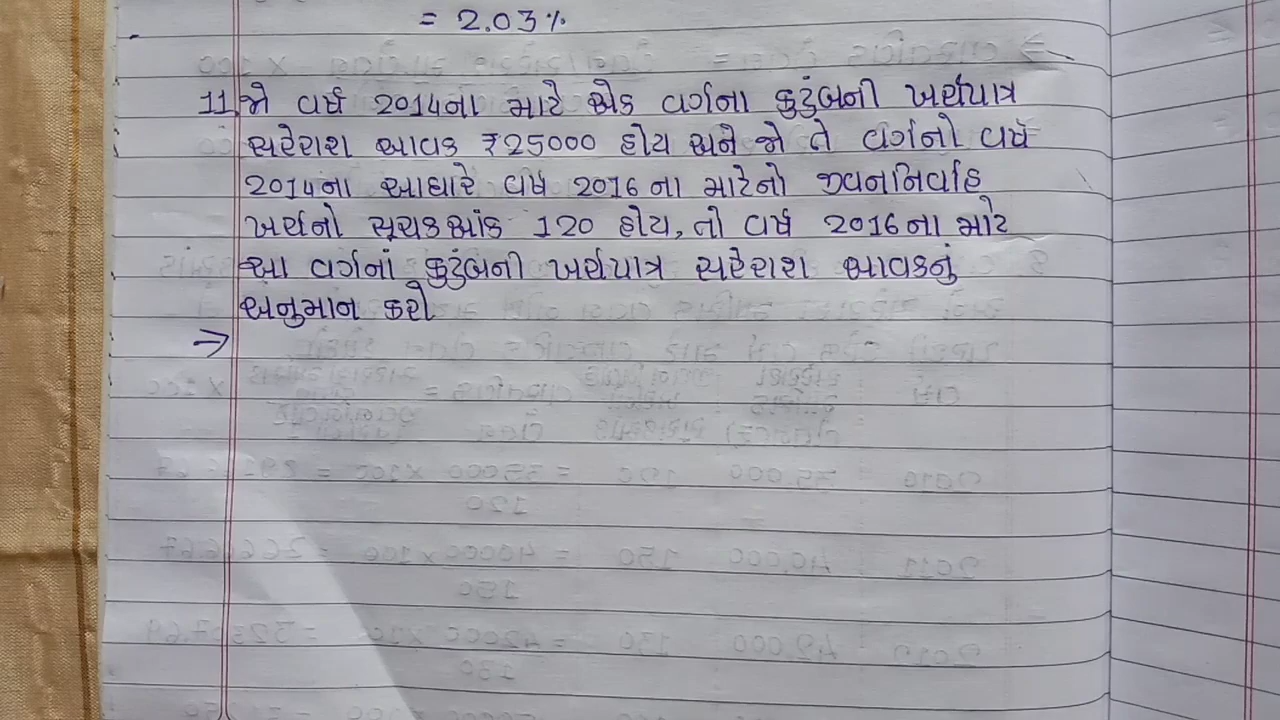 = 2.03%
11. જો વર્ષ 2014ના માટે એક વર્ગના કુટુંબની ખર્ચપાત્ર
સરેરાશ આવક ₹25000 હોય અને જો તે વર્ગનો વર્ષ
2014ના આધારે વર્ષ 2016 ના માટેનો જીવનનિર્વાહ
ખર્ચનો સૂચકઆંક 120 હોય, તો વર્ષ 2016 ના માટે
આ વર્ગનાં કુટુંબની ખર્ચપાત્ર સરેરાશ આવકનું
અનુમાન કરો
→